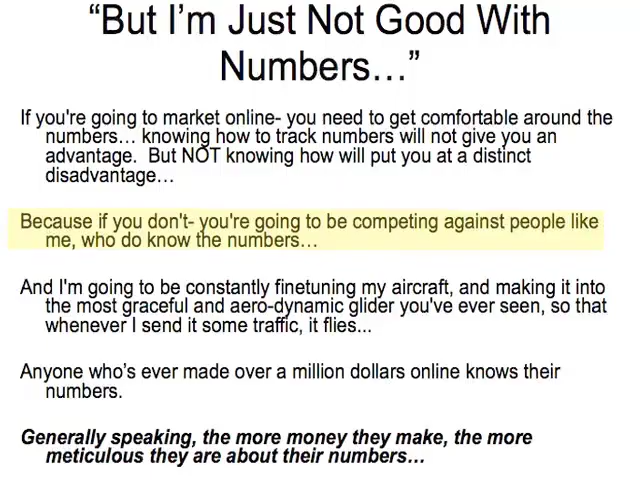 “But I’m Just Not Good With
Numbers…”
If you're going to market online- you need to get comfortable around the
numbers… knowing how to track numbers will not give you an
advantage.  But NOT knowing how will put you at a distinct
disadvantage…
Because if you don't- you're going to be competing against people like
me, who do know the numbers…
And I'm going to be constantly finetuning my aircraft, and making it into
the most graceful and aero-dynamic glider you've ever seen, so that
whenever I send it some traffic, it flies...
Anyone who’s ever made over a million dollars online knows their
numbers.
Generally speaking, the more money they make, the more
meticulous they are about their numbers…